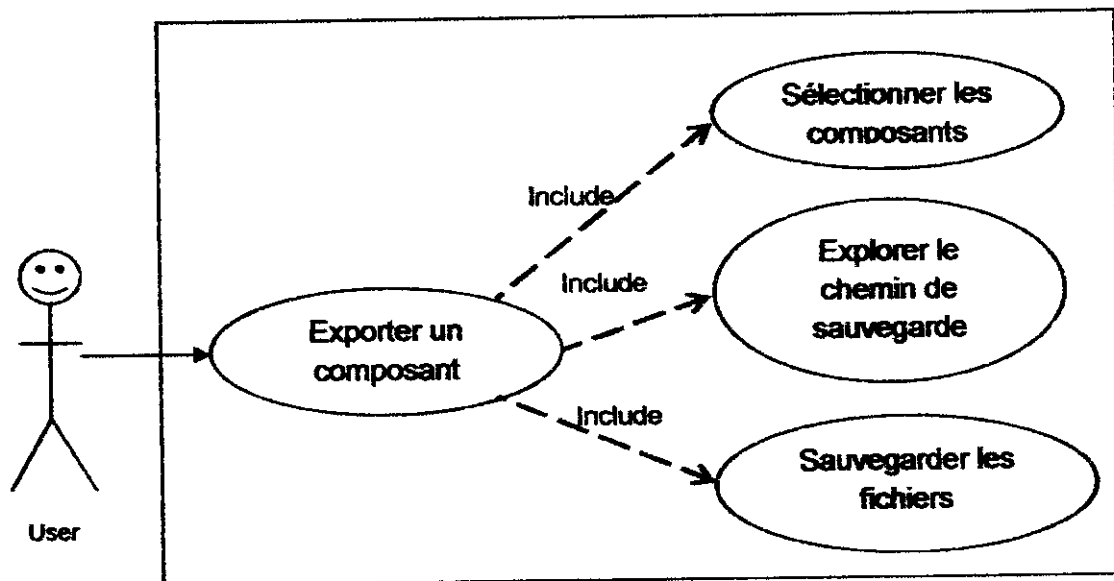 Sélectionner les
composants
Include
Explorer le
chemin de
sauvegarde
Include
Exporter un
composant
Include
Sauvegarder les
fichiers
User